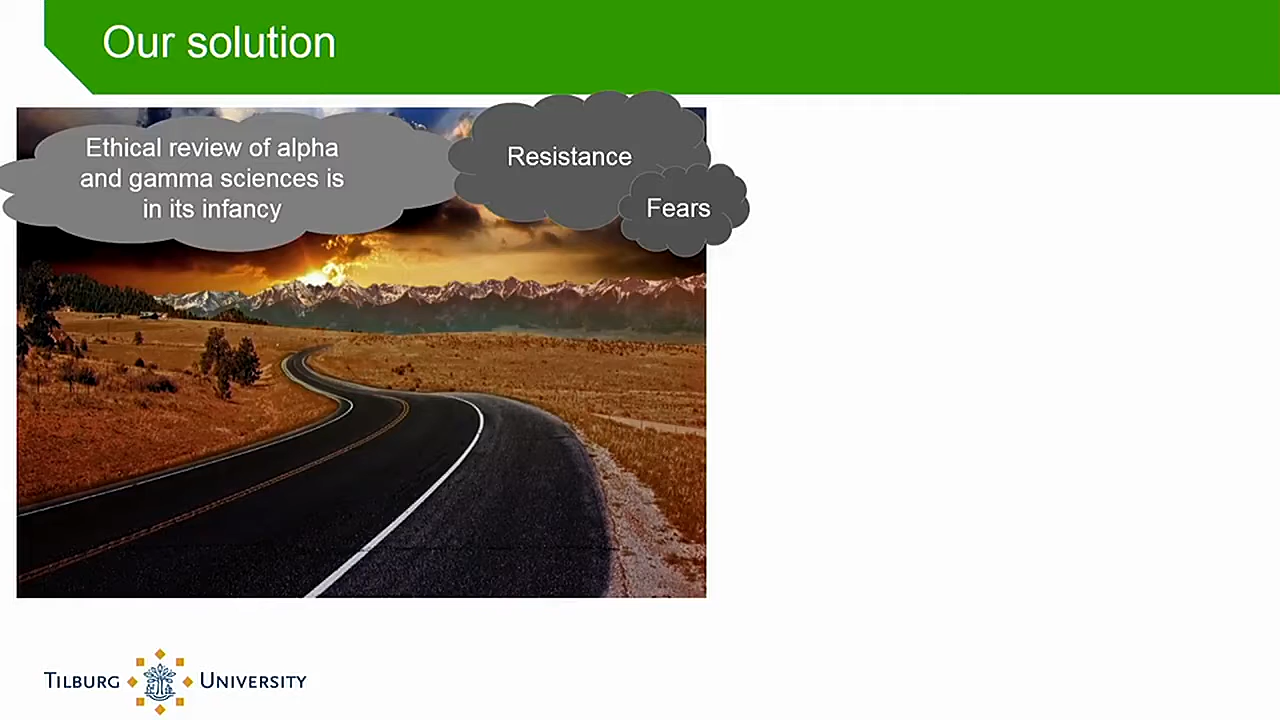 Our solution
Ethical review of alpha
and gamma sciences is
in its infancy
Resistance
Fears
TILBURG UNIVERSITY